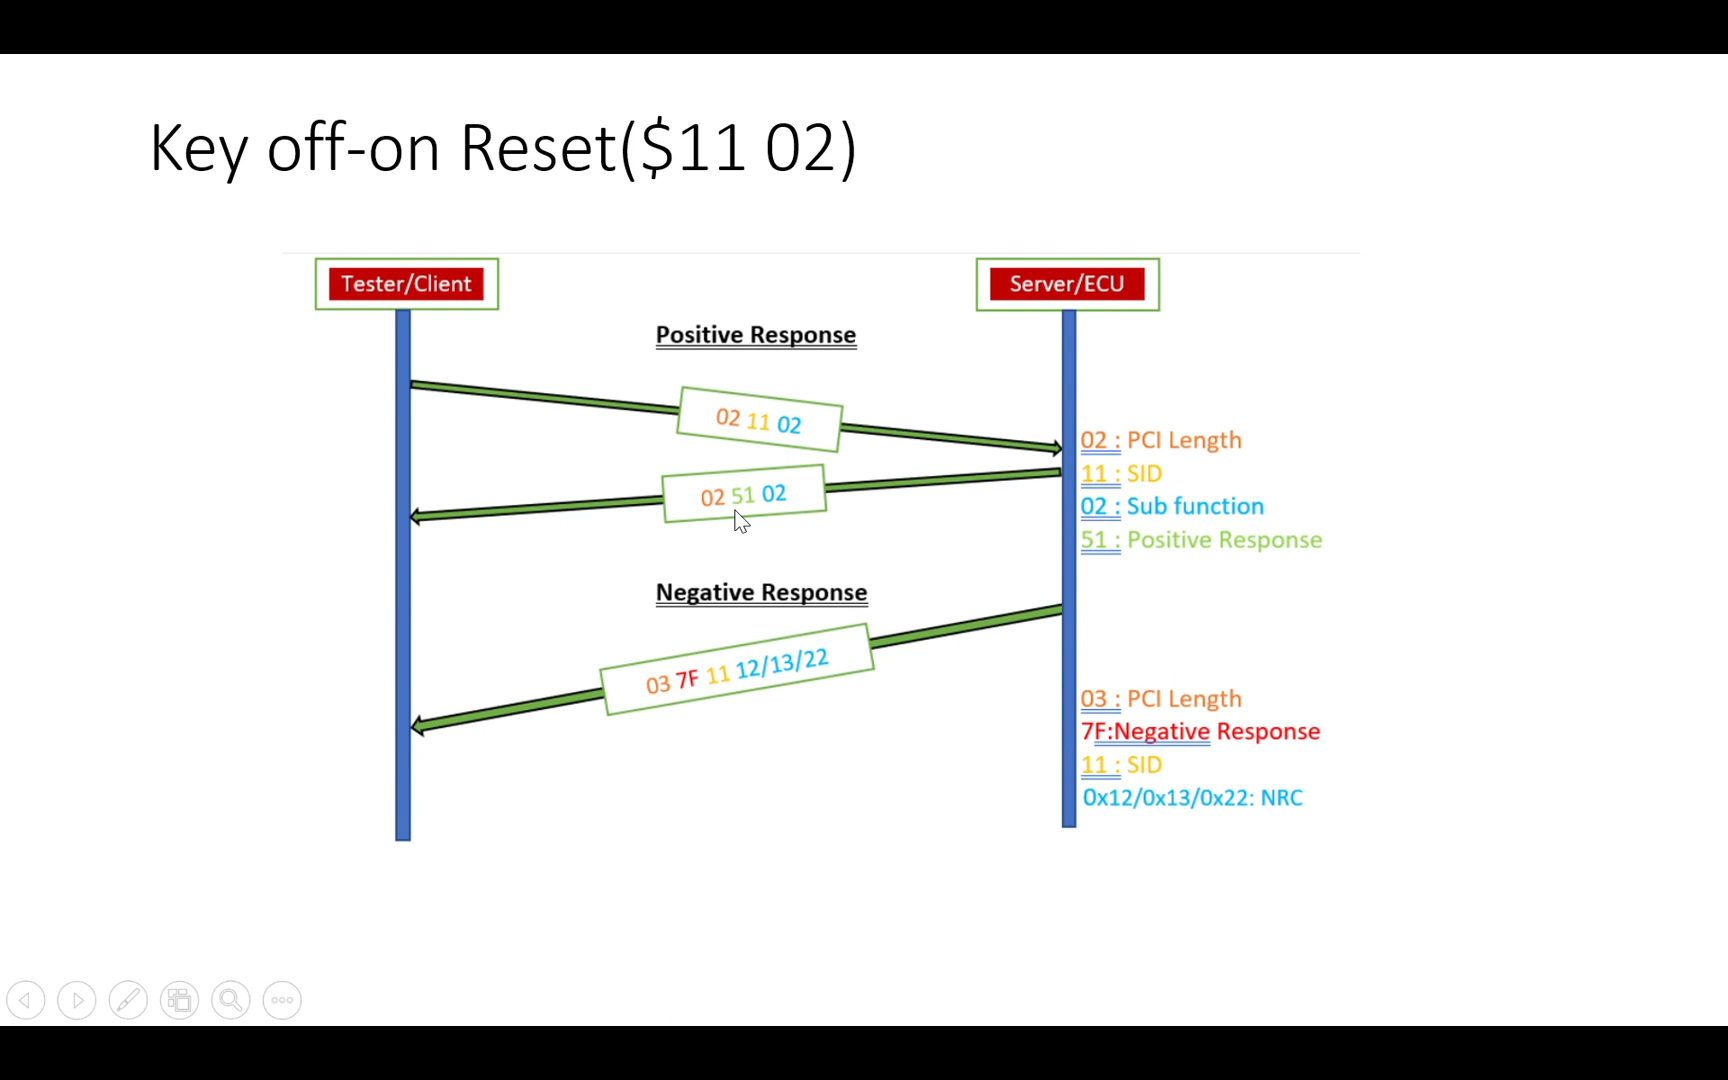 Key off-on Reset($11 02)
Tester/Client
Server/ECU
Positive Response
02 11 02
02 51 02
02 : PCI Length
11 : SID
02 : Sub function
51 : Positive Response
Negative Response
03 7F 11 12/13/22
03 : PCI Length
7F:Negative Response
11 : SID
0x12/0x13/0x22: NRC